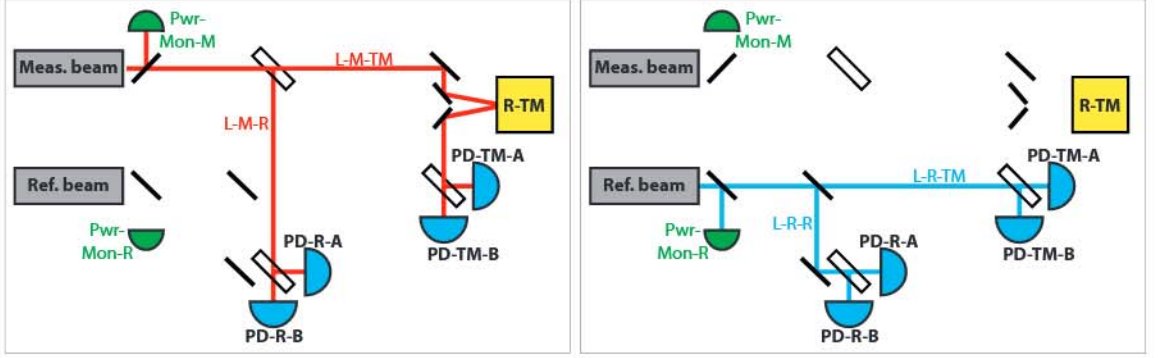 Pwr-
Mon-M
Meas. beam
L-M-TM
R-TM
L-M-R
PD-TM-A
Ref. beam
Pwr-
Mon-R
PD-R-A
PD-TM-B
PD-R-B
Pwr-
Mon-M
Meas. beam
R-TM
PD-TM-A
Ref. beam
L-R-TM
L-R-R
Pwr-
Mon-R
PD-R-A
PD-TM-B
PD-R-B